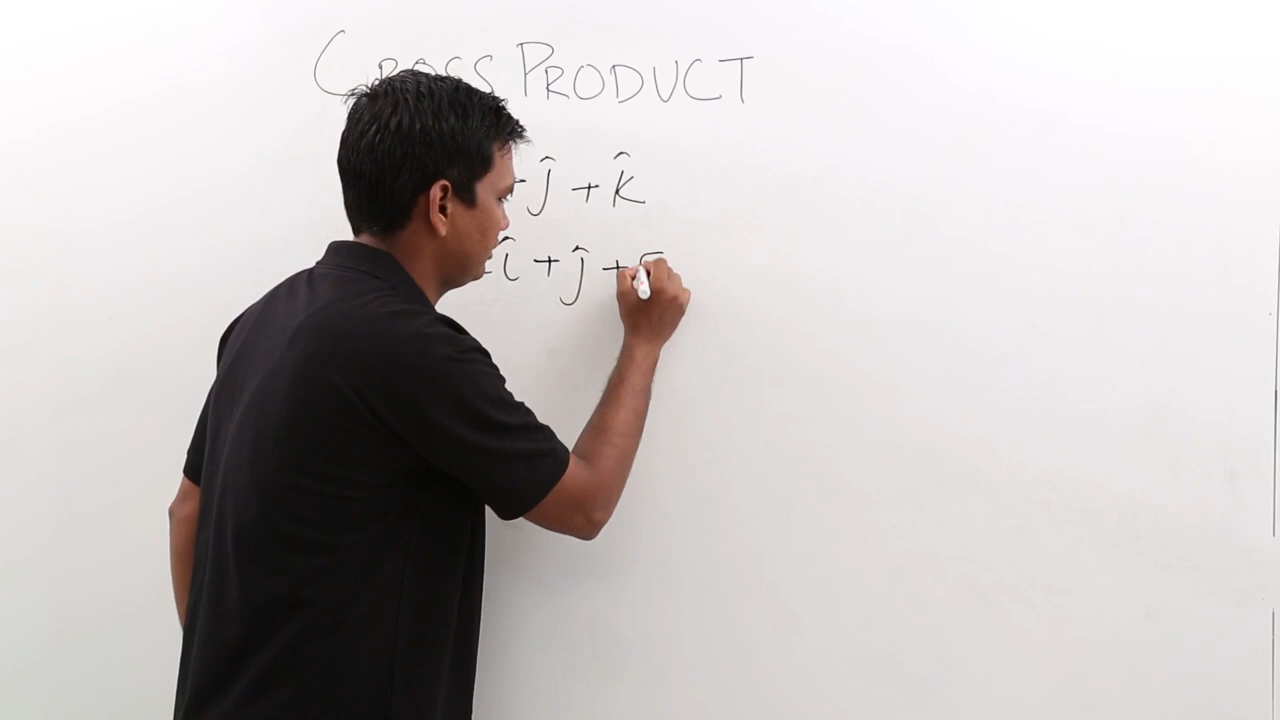 CROSS PRODUCT
+ ĵ + k̂
î + ĵ +